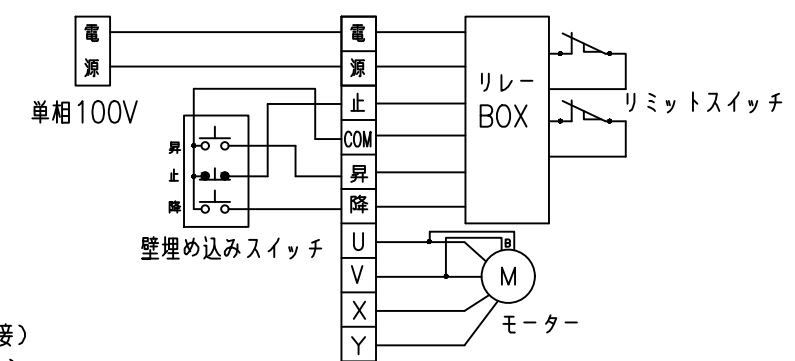 電
源
単相100V
電
源
止
COM
昇
降
U
V
X
Y
昇
止
降
壁埋め込みスイッチ
リレー
BOX
リミットスイッチ
B
M
モーター
接)